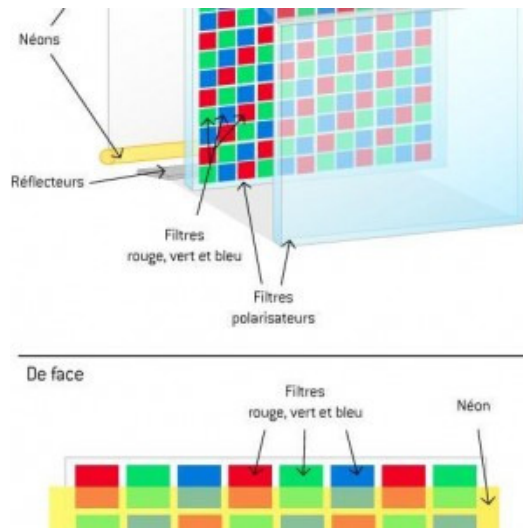 Néons
Réflecteurs
Filtres
rouge, vert et bleu
Filtres
polarisateurs
De face
Filtres
rouge, vert et bleu
Néon